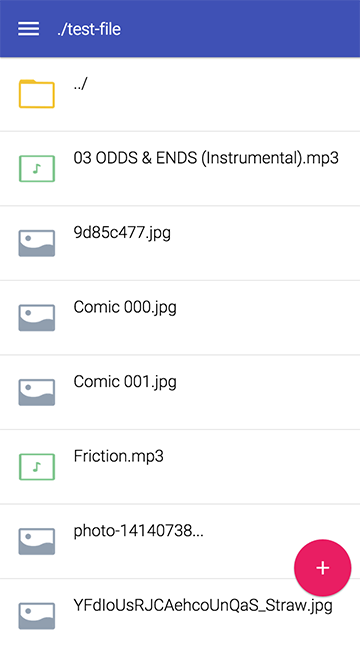 ./test-file
../
03 ODDS & ENDS (Instrumental).mp3
9d85c477.jpg
Comic 000.jpg
Comic 001.jpg
Friction.mp3
photo-14140738...
YFdIoUsRJCAehcoUnQaS_Straw.jpg